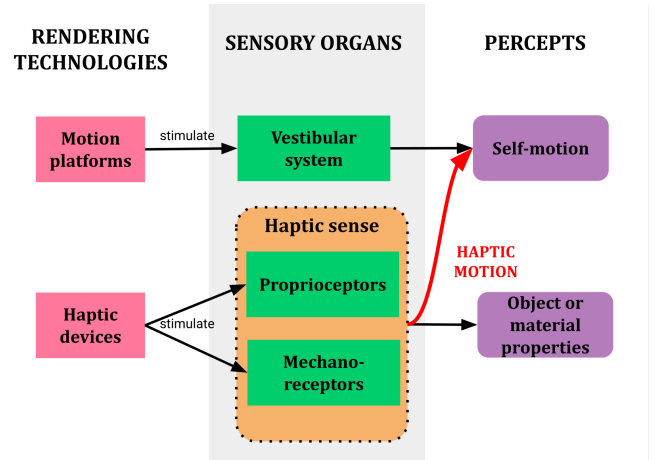 RENDERING
TECHNOLOGIES
SENSORY ORGANS
PERCEPTS
Motion
platforms
stimulate
Vestibular
system
Self-motion
Haptic sense
Proprioceptors
HAPTIC
MOTION
Haptic
devices
stimulate
Mechano-
receptors
Object or
material
properties